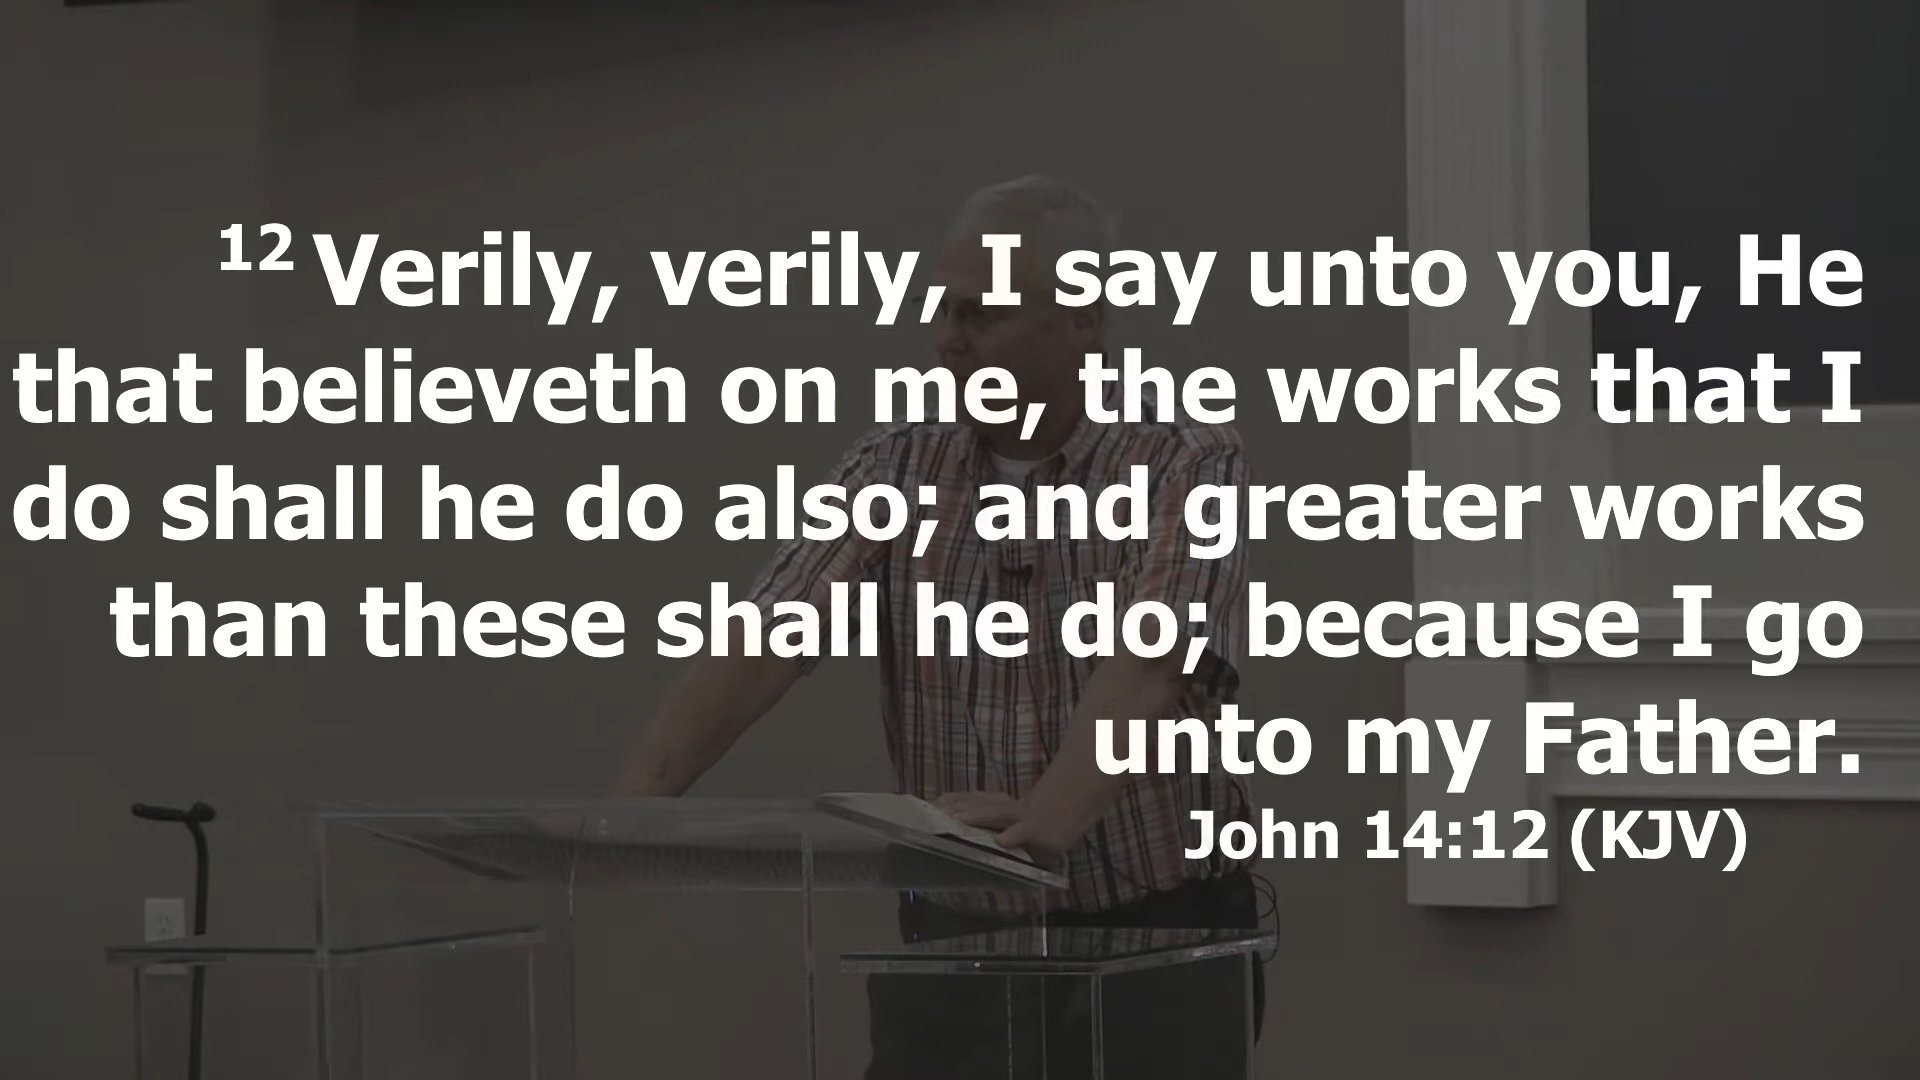 12 Verily, verily, I say unto you, He
that believeth on me, the works that I
do shall he do also; and greater works
than these shall he do; because I go
unto my Father.
John 14:12 (KJV)